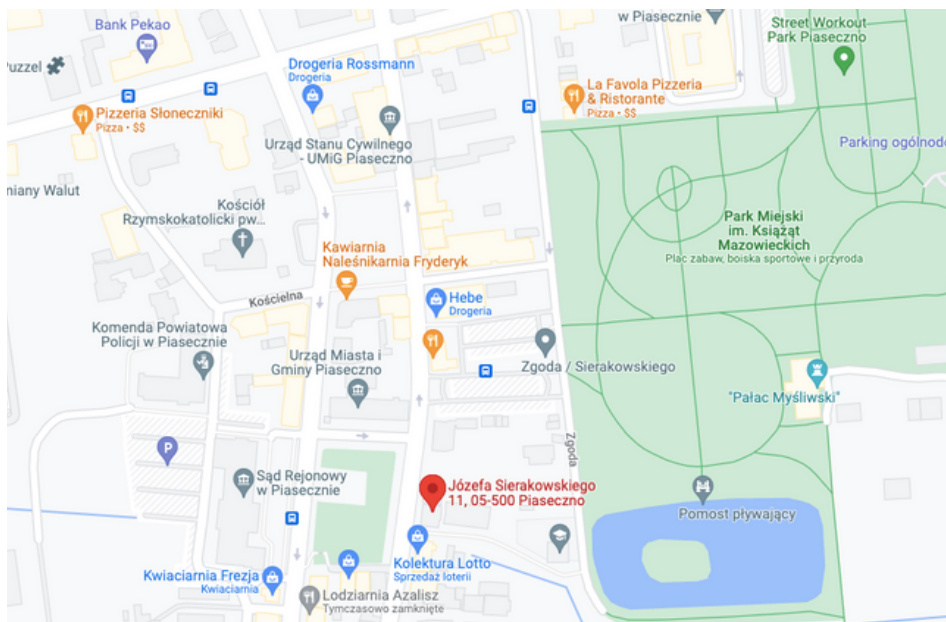 Bank Pekao
Puzzel
Pizzeria Słoneczniki
Pizza • $$
Drogeria Rossmann
Drogeria
Urząd Stanu Cywilnego
- UMiG Piaseczno
w Piasecznie
La Favola Pizzeria
& Ristorante
Pizza • $$
Street Workout
Park Piaseczno
Parking ogólnodo
miany Walut
Kościół
Rzymskokatolicki pw...
Park Miejski
im. Książąt
Mazowieckich
Plac zabaw, boiska sportowe i przyroda
Kawiarnia
Naleśnikarnia Fryderyk
Kościelna
Hebe
Drogeria
Komenda Powiatowa
Policji w Piasecznie
Urząd Miasta i
Gminy Piaseczno
Zgoda / Sierakowskiego
"Pałac Myśliwski"
Zgoda
P
Sąd Rejonowy
w Piasecznie
Józefa Sierakowskiego
11, 05-500 Piaseczno
Pomost pływający
Kwiaciarnia Frezja
Kwiaciarnia
Kolektura Lotto
Sprzedaż loterii
Lodziarnia Azalisz
Tymczasowo zamknięte